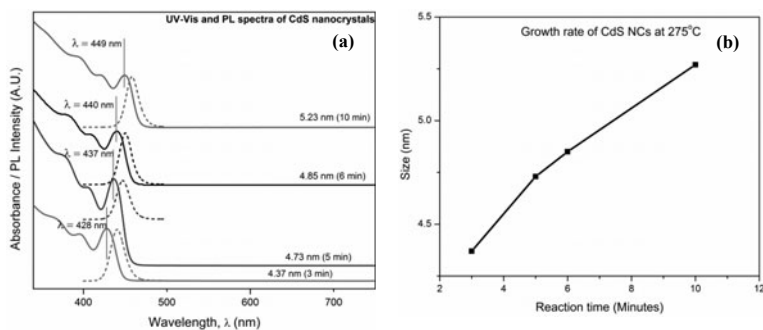 UV-Vis and PL spectra of CdS nanocrystals
(a)
λ = 449 nm
λ = 440 nm
λ = 437 nm
λ = 428 nm
5.23 nm (10 min)
4.85 nm (6 min)
4.73 nm (5 min)
4.37 nm (3 min)
Absorbance / PL Intensity (A.U.)
400 500 600 700
Wavelength, λ (nm)
Growth rate of CdS NCs at 275°C
(b)
Size (nm)
5.5
5.0
4.5
2 4 6 8 10 12
Reaction time (Minutes)